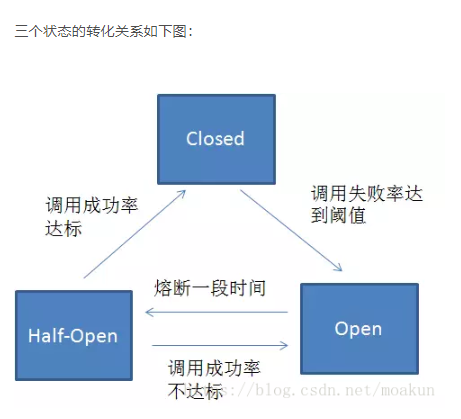 三个状态的转化关系如下图：
Closed
调用成功率
达标
调用失败率达
到阈值
熔断一段时间
Half-Open
Open
调用成功率
不达标
https://blog.csdn.net/moakun